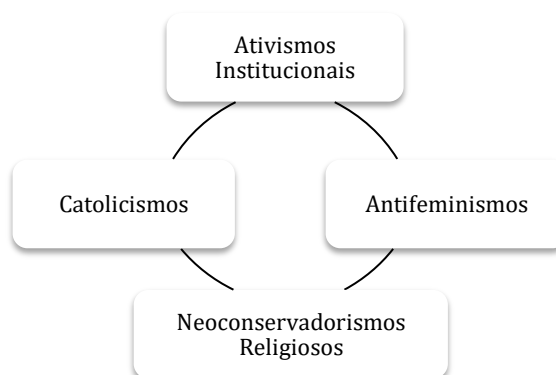 Ativismos
Institucionais
Catolicismos
Antifeminismos
Neoconservadorismos
Religiosos